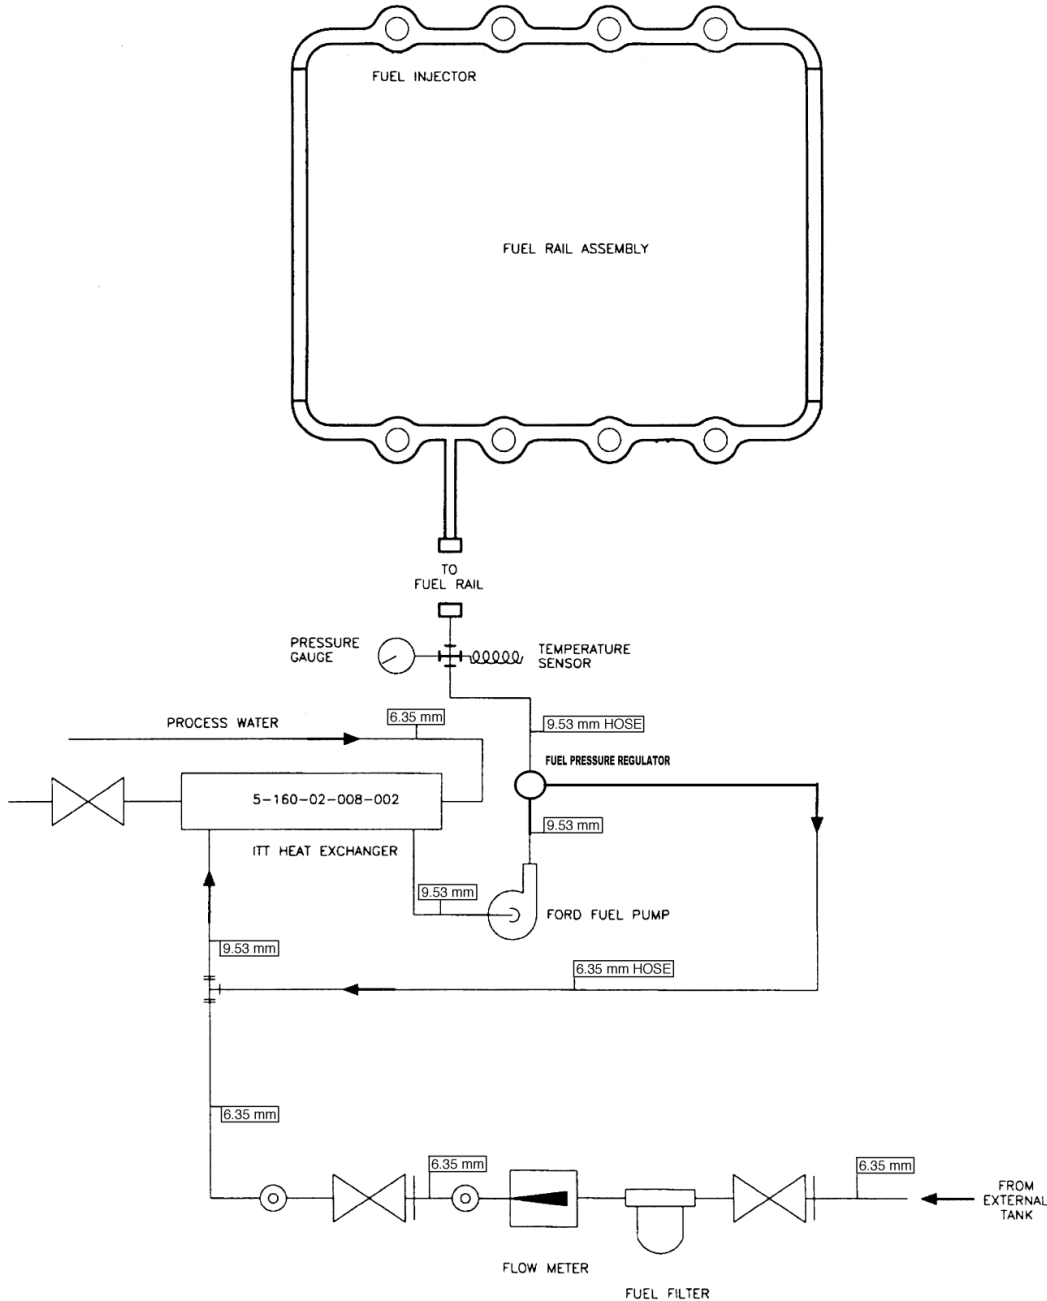 FUEL INJECTOR
FUEL RAIL ASSEMBLY
TO
FUEL RAIL
PRESSURE
GAUGE
TEMPERATURE
SENSOR
6.35 mm
PROCESS WATER
9.53 mm HOSE
FUEL PRESSURE REGULATOR
5-160-02-008-002
9.53 mm
ITT HEAT EXCHANGER
9.53 mm
FORD FUEL PUMP
9.53 mm
6.35 mm HOSE
6.35 mm
6.35 mm
6.35 mm
FROM
EXTERNAL
TANK
FLOW METER
FUEL FILTER